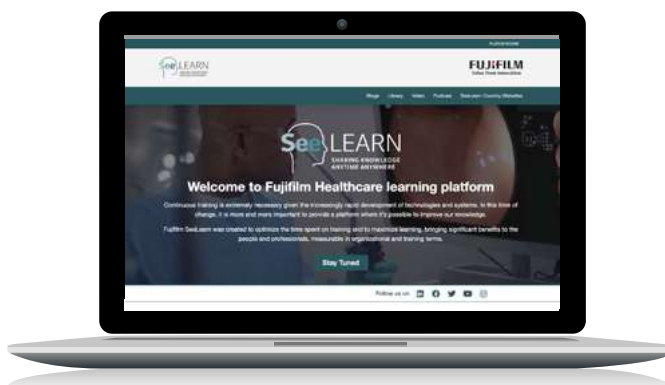 SeeLEARN
FUJIFILM
Value from Innovation
Blogs Library Video Podcast SeeLearn Country Websites
SeeLEARN
SHARING KNOWLEDGE
ANYTIME ANYWHERE
Welcome to Fujifilm Healthcare learning platform
Continuous training is extremely necessary given the increasingly rapid development of technologies and systems. In this time of
change, it is more and more important to provide a platform where it's possible to improve our knowledge.
Fujifilm SeeLearn was created to optimize the time spent on training and to maximize learning, bringing significant benefits to the
people and professionals, measurable in organizational and training terms.
Stay Tuned
Follow us on